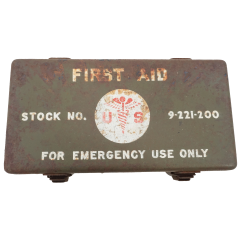 FIRST AID
STOCK NO. U S 9-221-200
FOR EMERGENCY USE ONLY